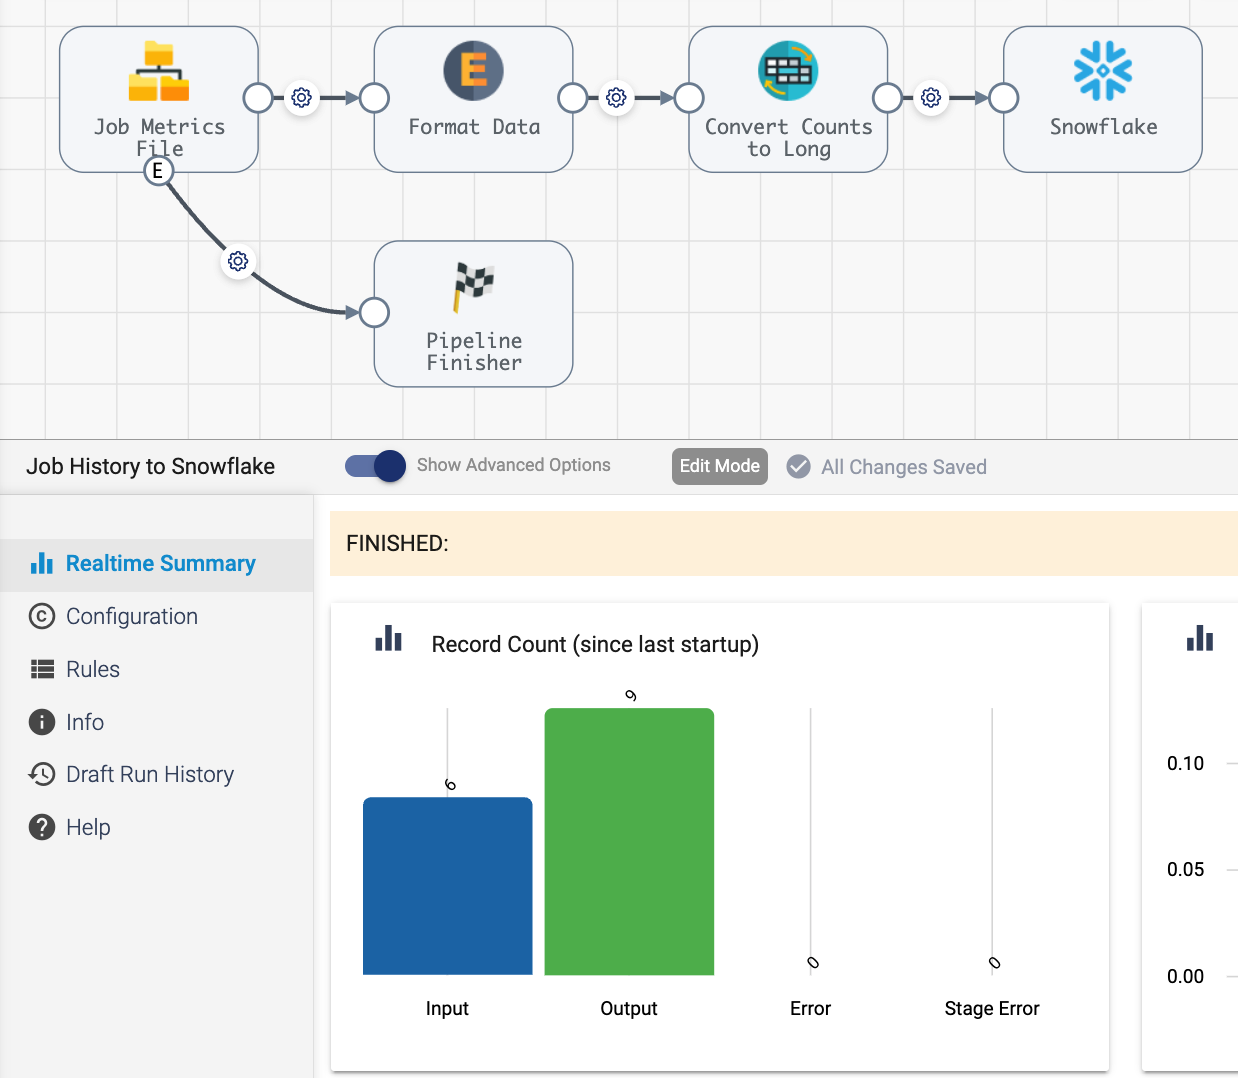 Job Metrics
File
E
Format Data
Convert Counts
to Long
Snowflake
Pipeline
Finisher
Job History to Snowflake
Show Advanced Options
Edit Mode
All Changes Saved
Realtime Summary
Configuration
Rules
Info
Draft Run History
Help
FINISHED:
Record Count (since last startup)
6
9
0
0
Input
Output
Error
Stage Error
0.10
0.05
0.00